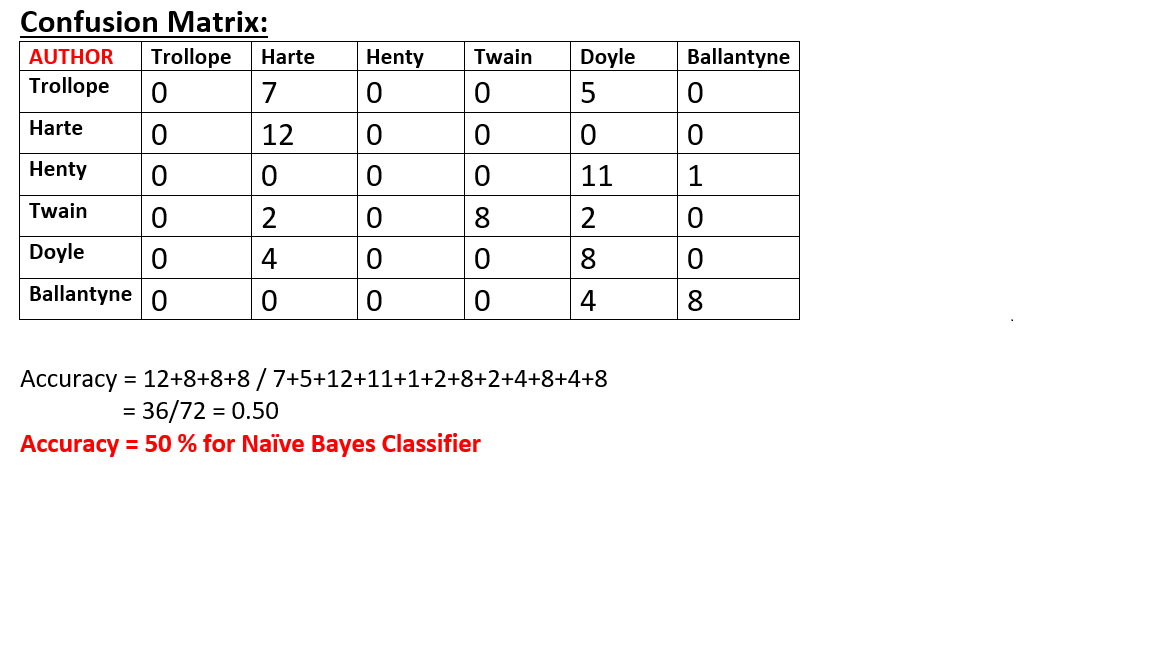 Confusion Matrix:
AUTHOR Trollope Harte Henty Twain Doyle Ballantyne
Trollope 0 7 0 0 5 0
Harte 0 12 0 0 0 0
Henty 0 0 0 0 11 1
Twain 0 2 0 8 2 0
Doyle 0 4 0 0 8 0
Ballantyne 0 0 0 0 4 8
Accuracy = 12+8+8+8 / 7+5+12+11+1+2+8+2+4+8+4+8
= 36/72 = 0.50
Accuracy = 50 % for Naïve Bayes Classifier